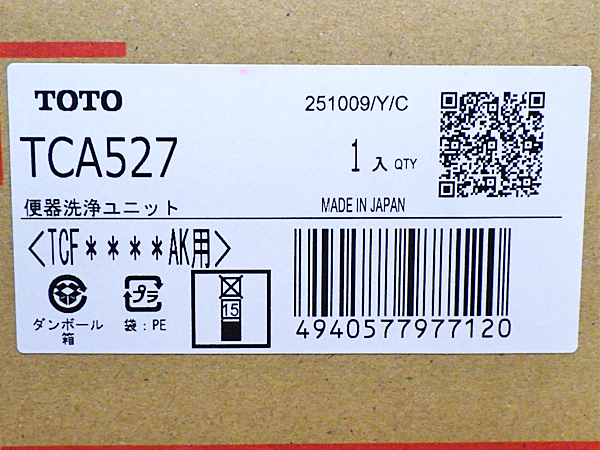 TOTO
251009/Y/C
TCA527
1 入 QTY
便器洗浄ユニット
MADE IN JAPAN
<TCF****AK用>
ダンボール
箱
プラ
袋:PE
15
4940577977120